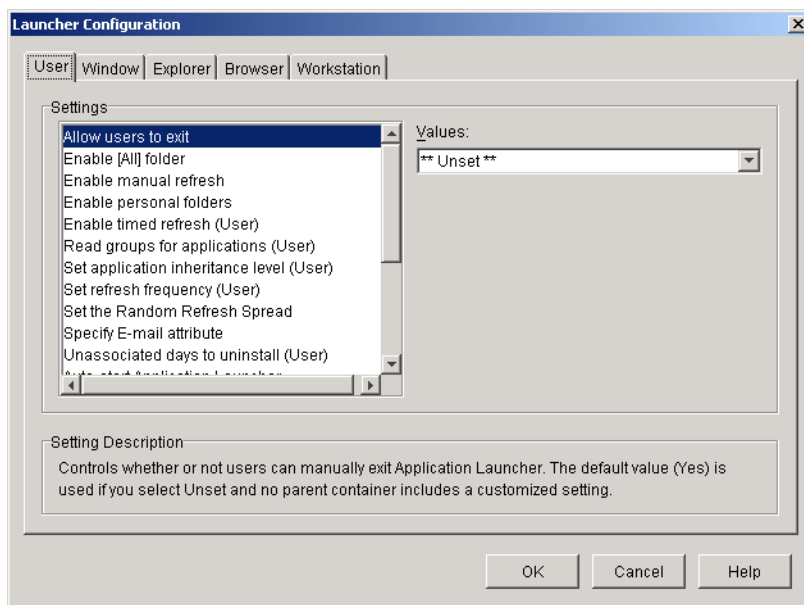 Launcher Configuration
User Window Explorer Browser Workstation
Settings
Allow users to exit
Enable [All] folder
Enable manual refresh
Enable personal folders
Enable timed refresh (User)
Read groups for applications (User)
Set application inheritance level (User)
Set refresh frequency (User)
Set the Random Refresh Spread
Specify E-mail attribute
Unassociated days to uninstall (User)
Auto-start Application Launcher
Values:
** Unset **
Setting Description
Controls whether or not users can manually exit Application Launcher. The default value (Yes) is
used if you select Unset and no parent container includes a customized setting.
OK Cancel Help